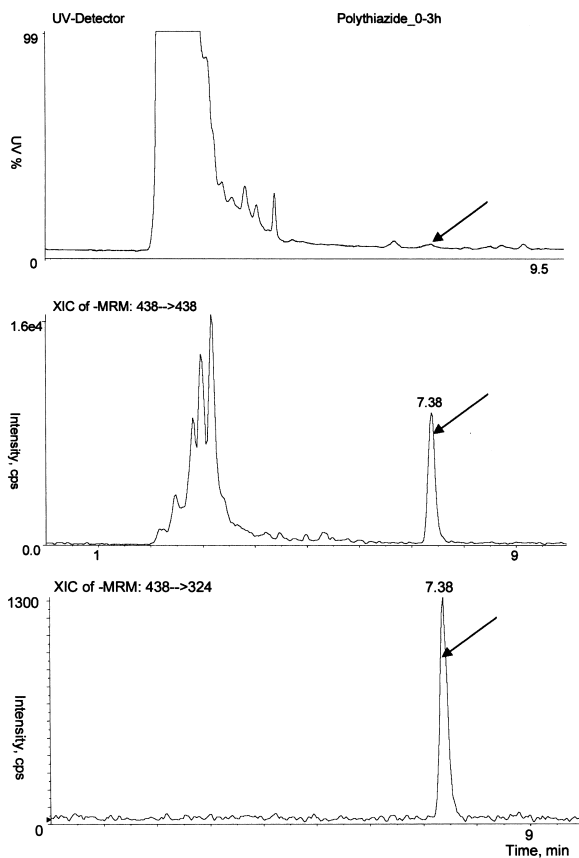 UV-Detector Polythiazide_0-3h
99
UV %
0
9.5
XIC of -MRM: 438-->438
1.6e4
7.38
Intensity, cps
0.0
1 9
XIC of -MRM: 438-->324
1300
7.38
Intensity, cps
0
9
Time, min